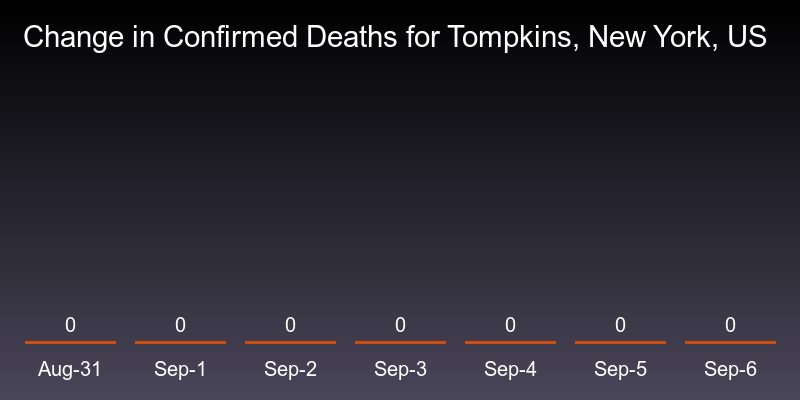 Change in Confirmed Deaths for Tompkins, New York, US
0 0 0 0 0 0 0
Aug-31 Sep-1 Sep-2 Sep-3 Sep-4 Sep-5 Sep-6